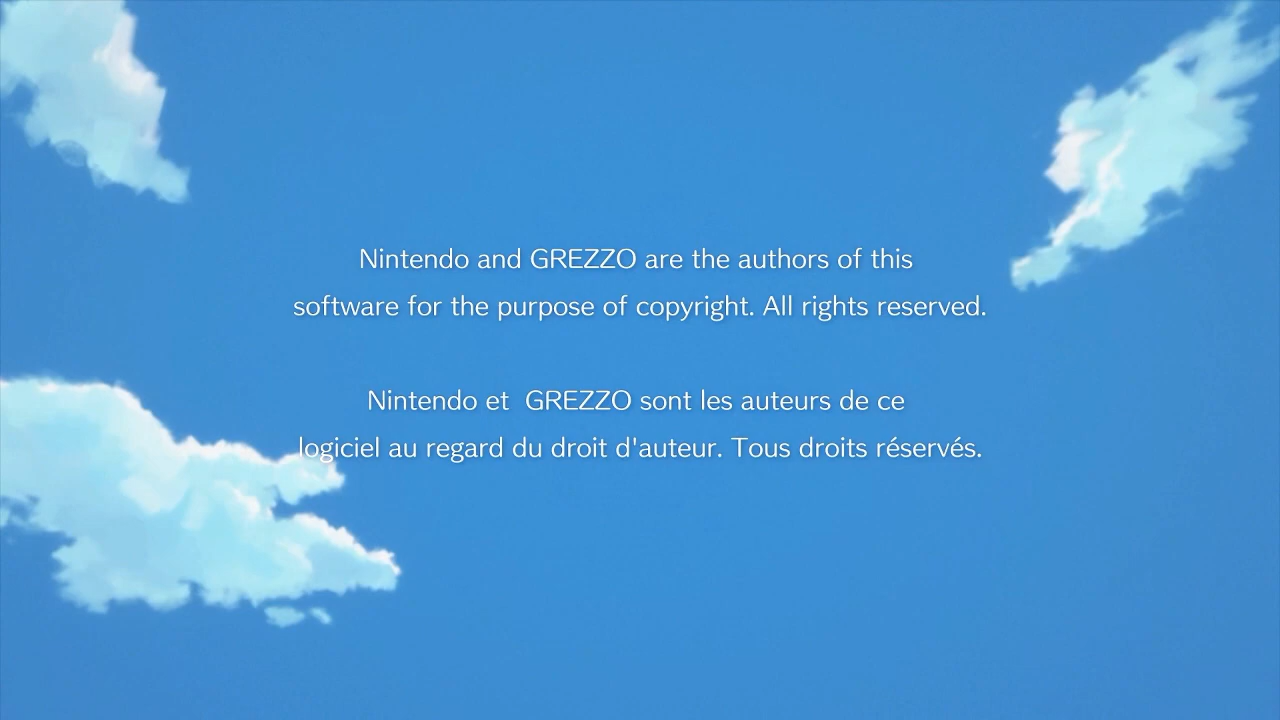 Nintendo and GREZZO are the authors of this
software for the purpose of copyright. All rights reserved.
Nintendo et  GREZZO sont les auteurs de ce
logiciel au regard du droit d'auteur. Tous droits réservés.